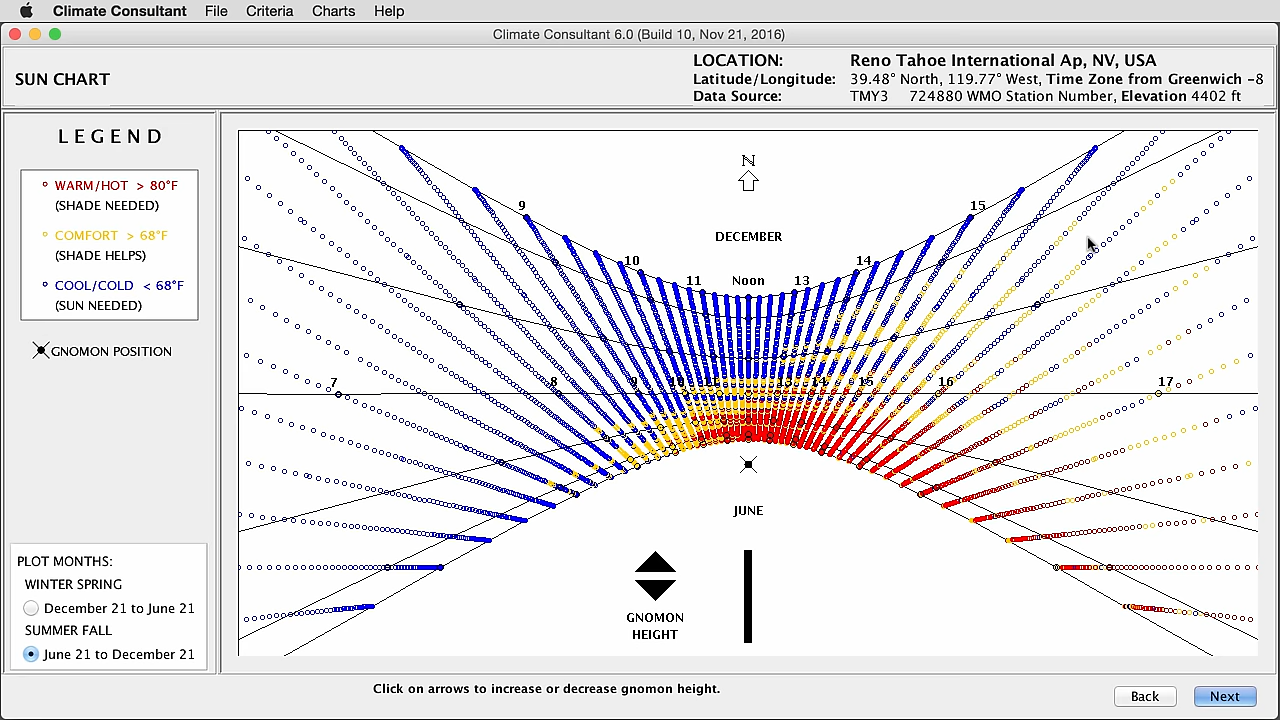 Climate Consultant File Criteria Charts Help
Climate Consultant 6.0 (Build 10, Nov 21, 2016)
SUN CHART
LOCATION: Reno Tahoe International Ap, NV, USA
Latitude/Longitude: 39.48° North, 119.77° West, Time Zone from Greenwich -8
Data Source: TMY3 724880 WMO Station Number, Elevation 4402 ft
LEGEND
WARM/HOT > 80°F
(SHADE NEEDED)
COMFORT > 68°F
(SHADE HELPS)
COOL/COLD < 68°F
(SUN NEEDED)
GNOMON POSITION
PLOT MONTHS:
WINTER SPRING
December 21 to June 21
SUMMER FALL
June 21 to December 21
N
9 15
DECEMBER
10 14
11 Noon 13
7 8 9 10 11 13 14 15 16 17
JUNE
GNOMON
HEIGHT
Click on arrows to increase or decrease gnomon height.
Back Next